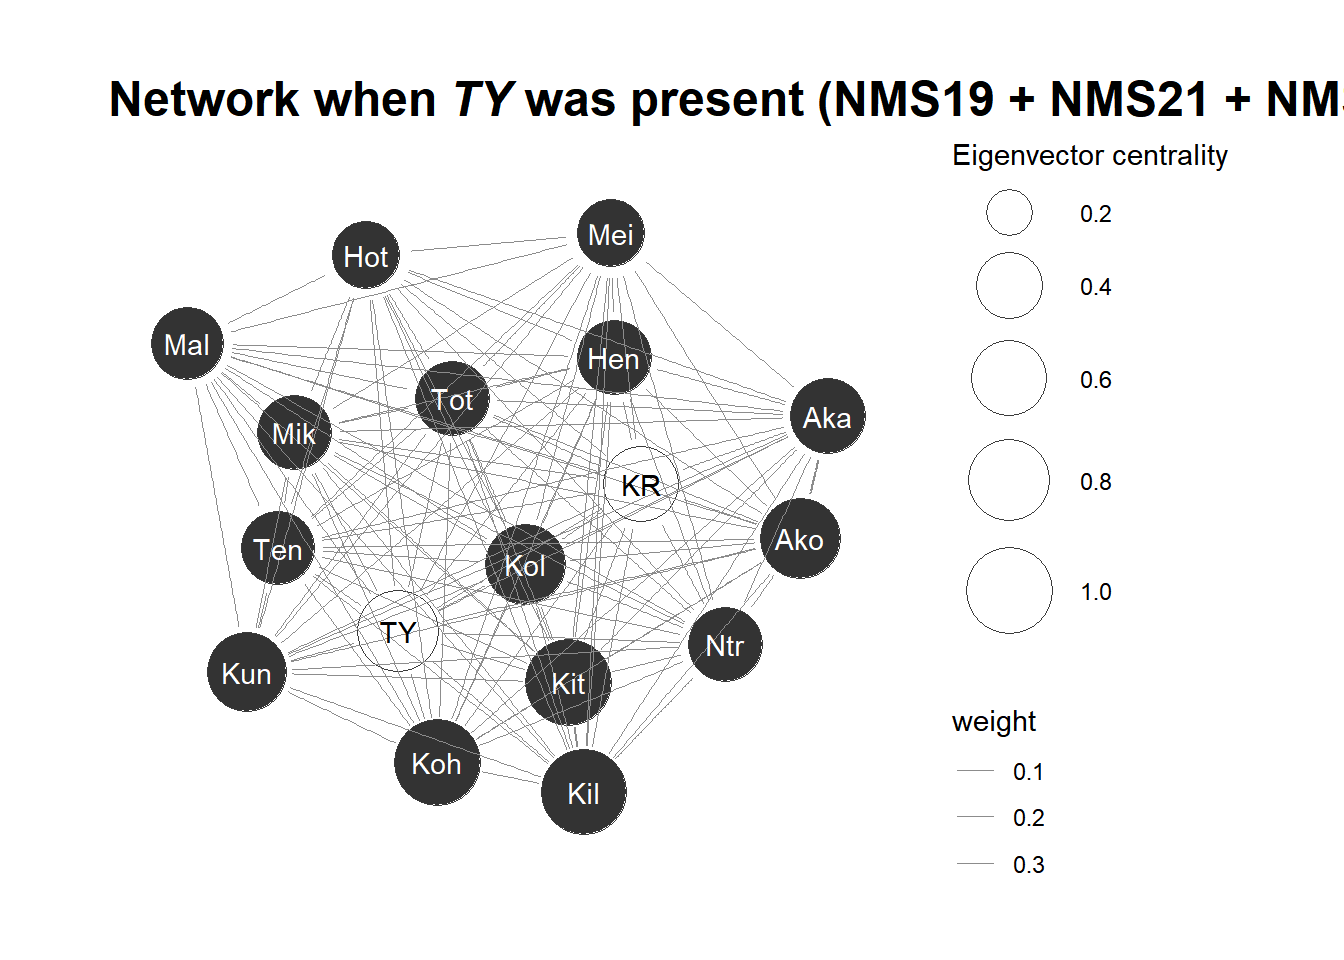 Network when TY was present (NMS19 + NMS21 + NMS
Eigenvector centrality
0.2
0.4
0.6
0.8
1.0
weight
0.1
0.2
0.3
Mei
Hot
Mal
Hen
Tot
Aka
Mik
KR
Ako
Ten
Kol
TY
Ntr
Kun
Kit
Koh
Kil